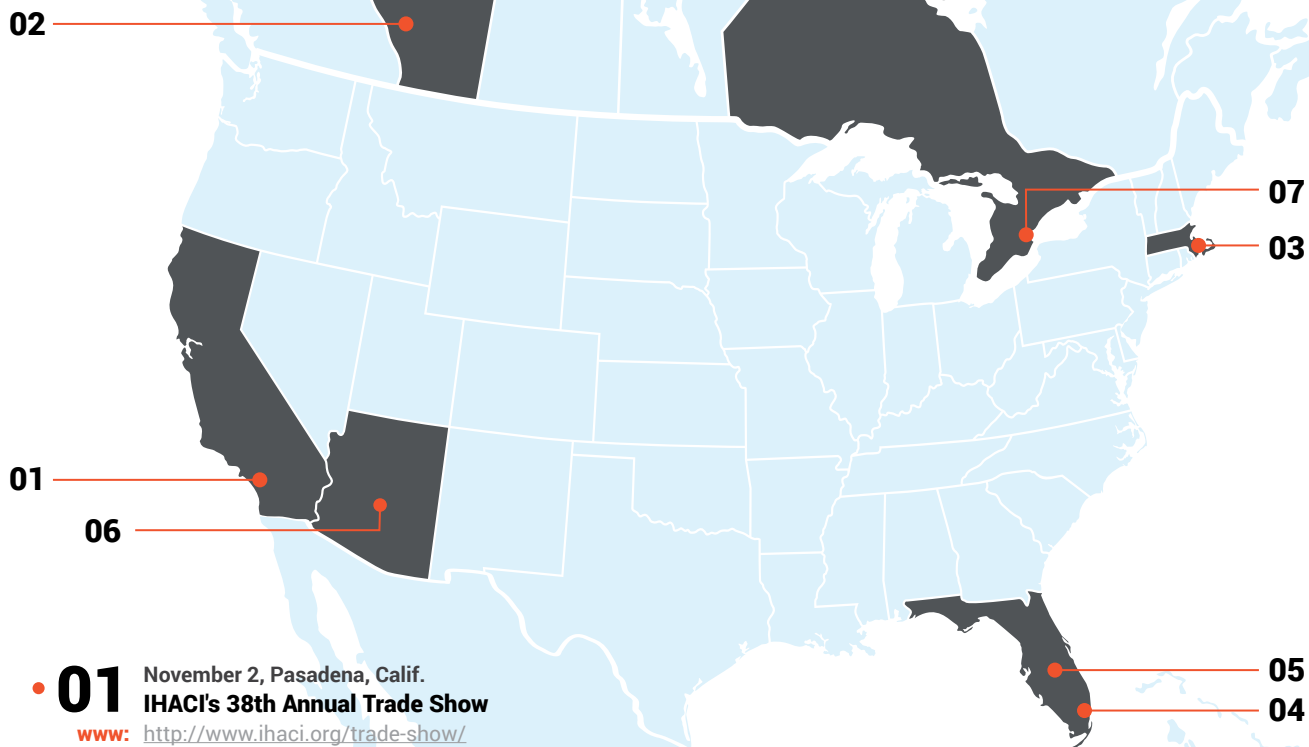 02
07
03
01
06
05
04
01 November 2, Pasadena, Calif.
IHACI's 38th Annual Trade Show
www: http://www.ihaci.org/trade-show/